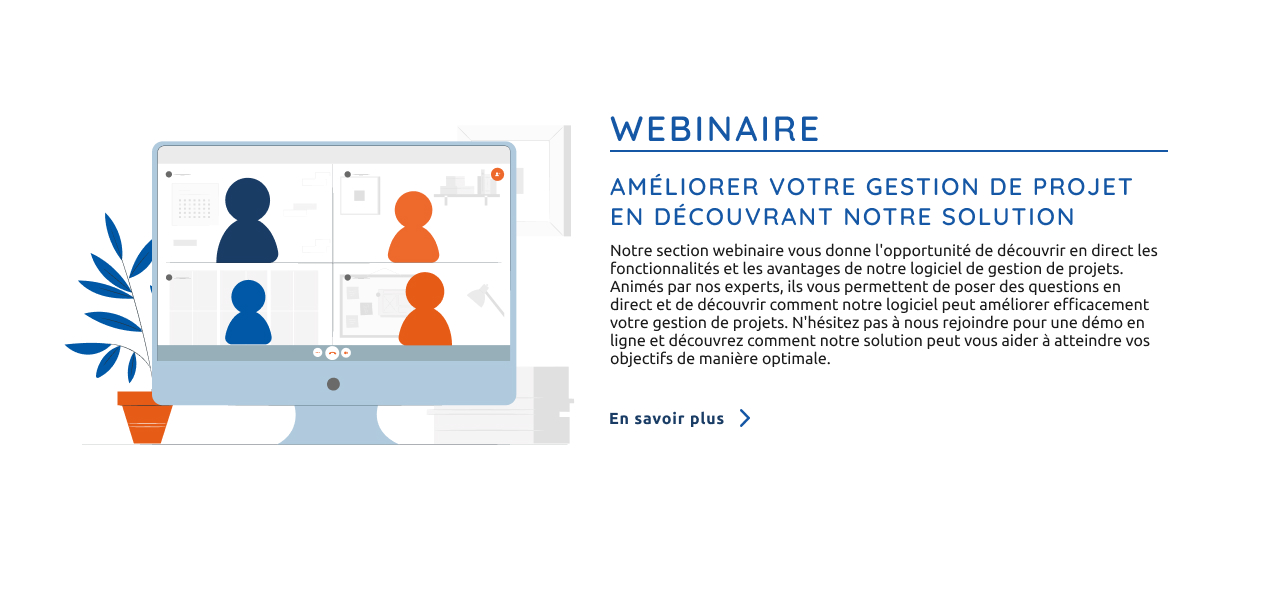 WEBINAIRE
AMÉLIORER VOTRE GESTION DE PROJET
EN DÉCOUVRANT NOTRE SOLUTION
Notre section webinaire vous donne l'opportunité de découvrir en direct les
fonctionnalités et les avantages de notre logiciel de gestion de projets.
Animés par nos experts, ils vous permettent de poser des questions en
direct et de découvrir comment notre logiciel peut améliorer efficacement
votre gestion de projets. N'hésitez pas à nous rejoindre pour une démo en
ligne et découvrez comment notre solution peut vous aider à atteindre vos
objectifs de manière optimale.
En savoir plus